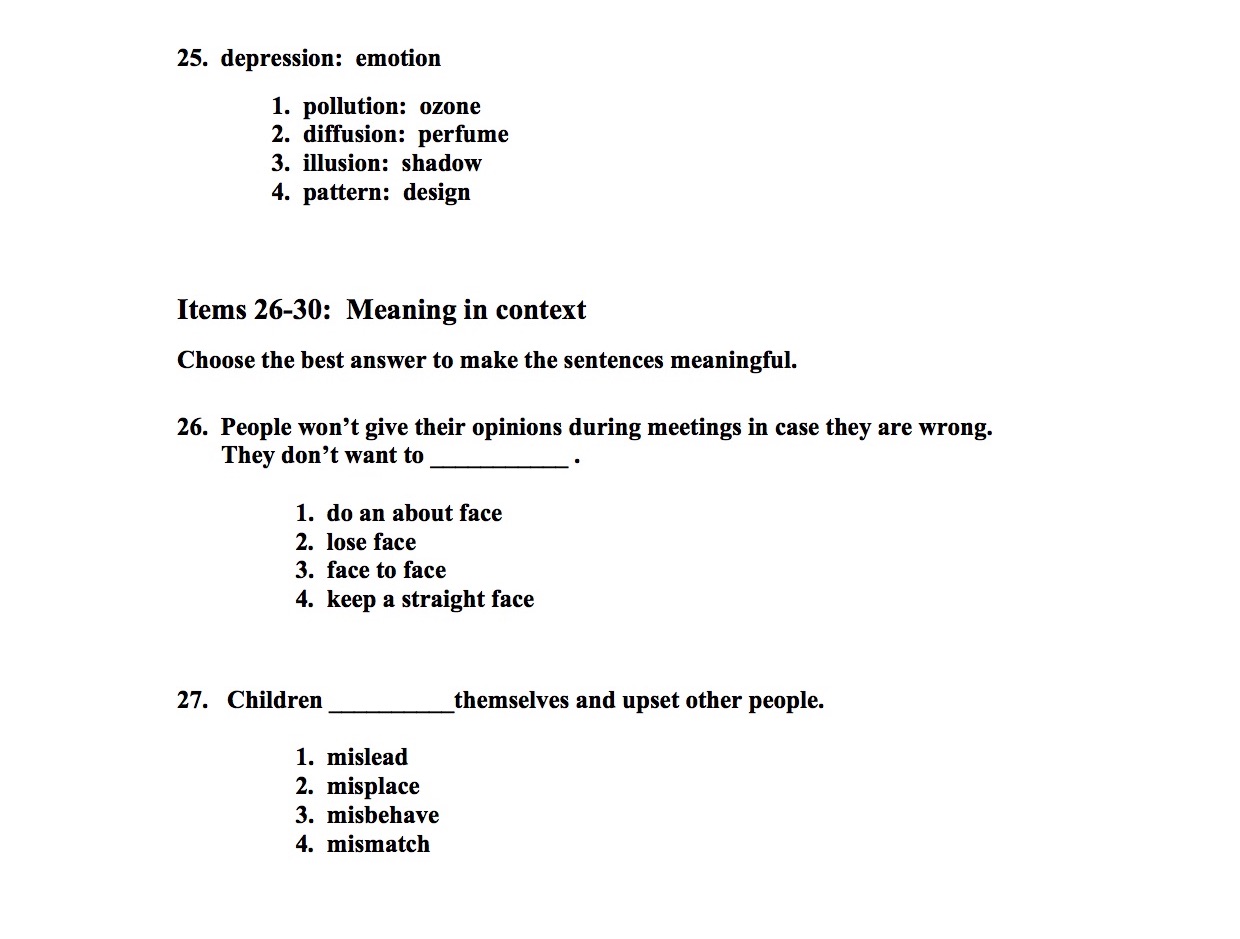 25. depression: emotion
1. pollution: ozone
2. diffusion: perfume
3. illusion: shadow
4. pattern: design
Items 26-30: Meaning in context
Choose the best answer to make the sentences meaningful.
26. People won’t give their opinions during meetings in case they are wrong.
They don’t want to ___________ .
1. do an about face
2. lose face
3. face to face
4. keep a straight face
27. Children __________themselves and upset other people.
1. mislead
2. misplace
3. misbehave
4. mismatch